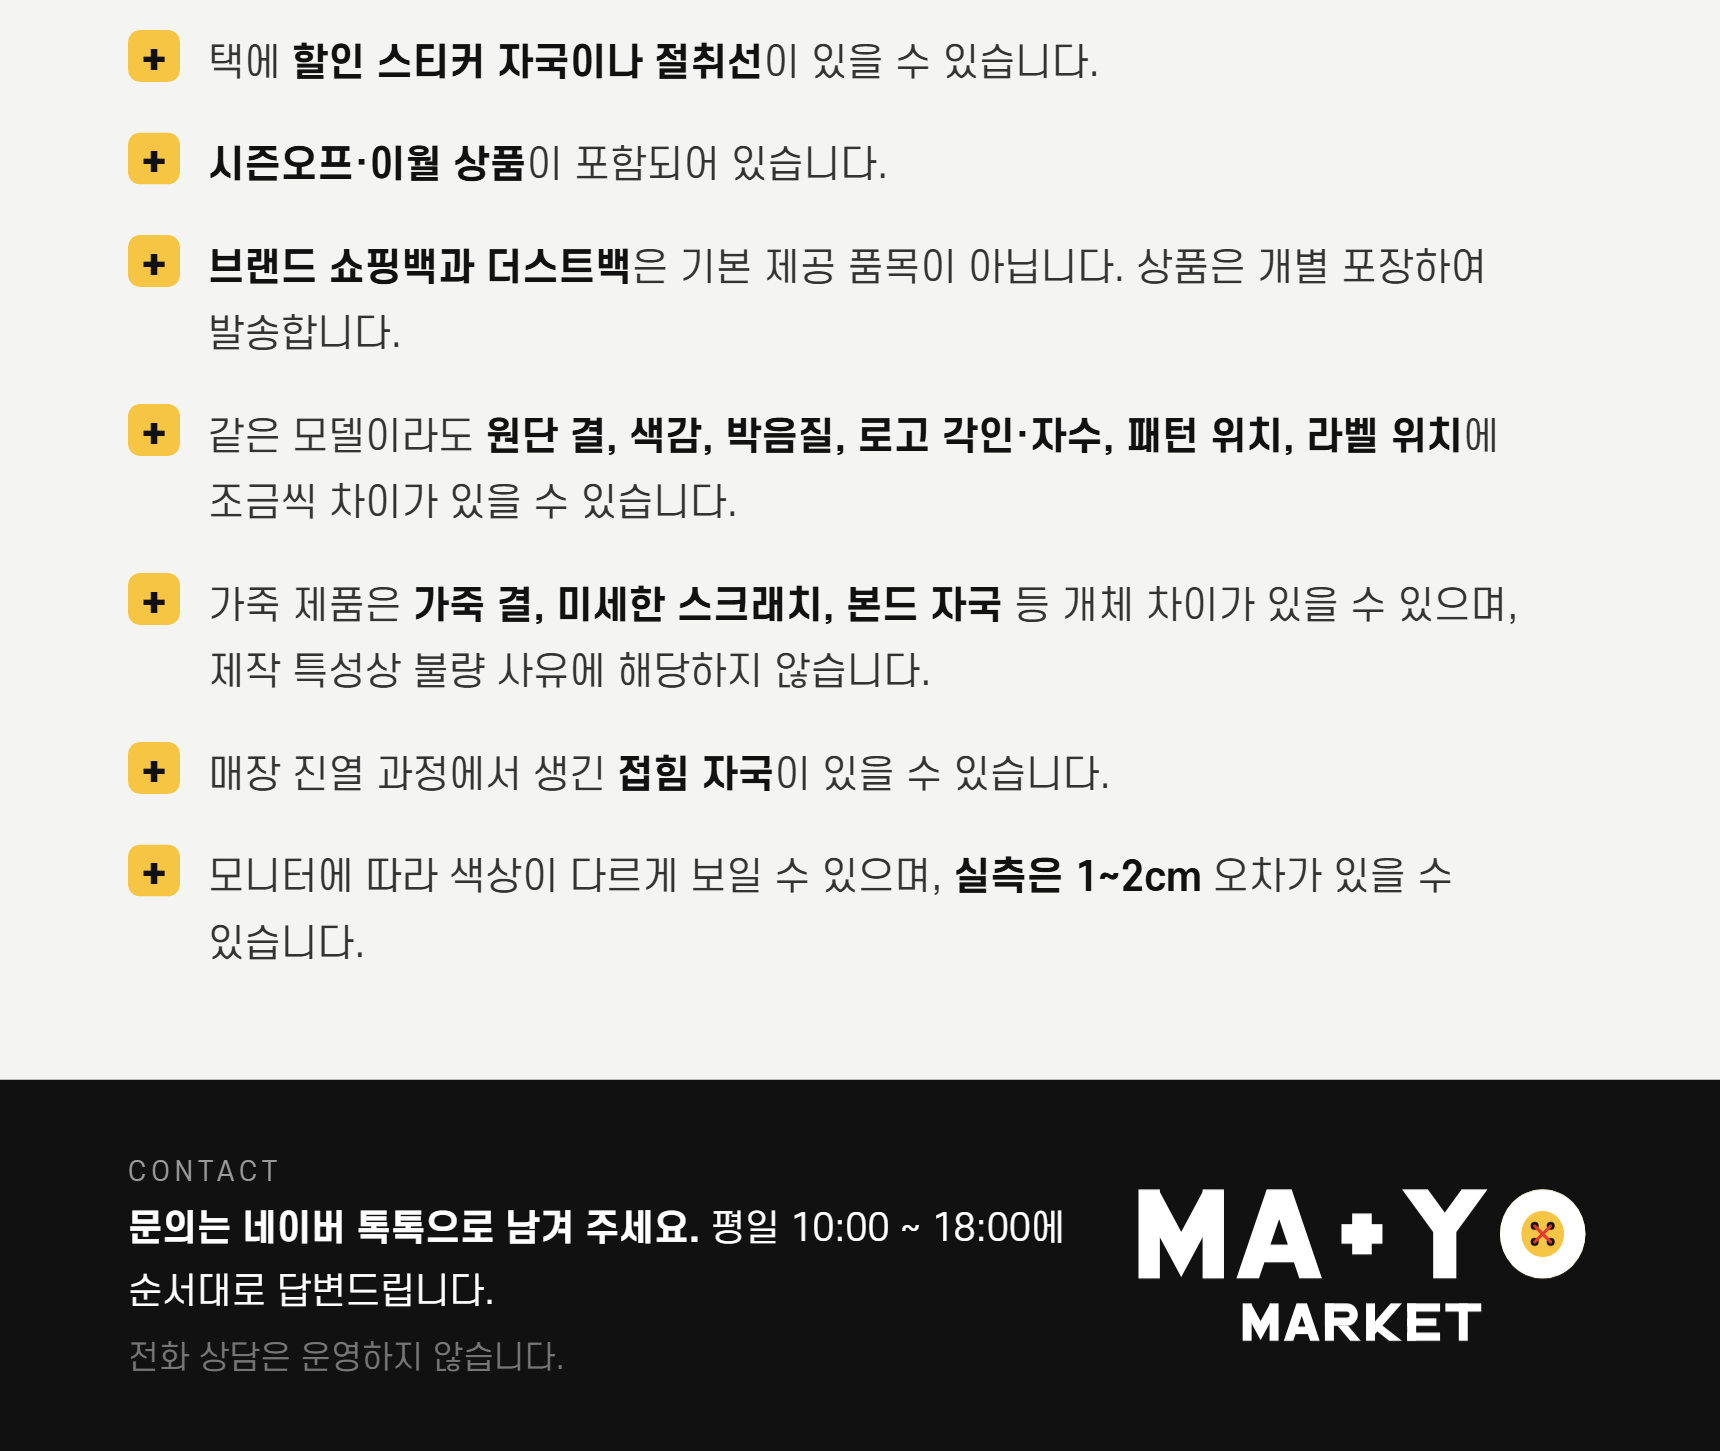 + 택에 할인 스티커 자국이나 절취선이 있을 수 있습니다.
+ 시즌오프·이월 상품이 포함되어 있습니다.
+ 브랜드 쇼핑백과 더스트백은 기본 제공 품목이 아닙니다. 상품은 개별 포장하여
발송합니다.
+ 같은 모델이라도 원단 결, 색감, 박음질, 로고 각인·자수, 패턴 위치, 라벨 위치에
조금씩 차이가 있을 수 있습니다.
+ 가죽 제품은 가죽 결, 미세한 스크래치, 본드 자국 등 개체 차이가 있을 수 있으며,
제작 특성상 불량 사유에 해당하지 않습니다.
+ 매장 진열 과정에서 생긴 접힘 자국이 있을 수 있습니다.
+ 모니터에 따라 색상이 다르게 보일 수 있으며, 실측은 1~2cm 오차가 있을 수
있습니다.
CONTACT
문의는 네이버 톡톡으로 남겨 주세요. 평일 10:00 ~ 18:00에
순서대로 답변드립니다.
전화 상담은 운영하지 않습니다.
MA+YO
MARKET